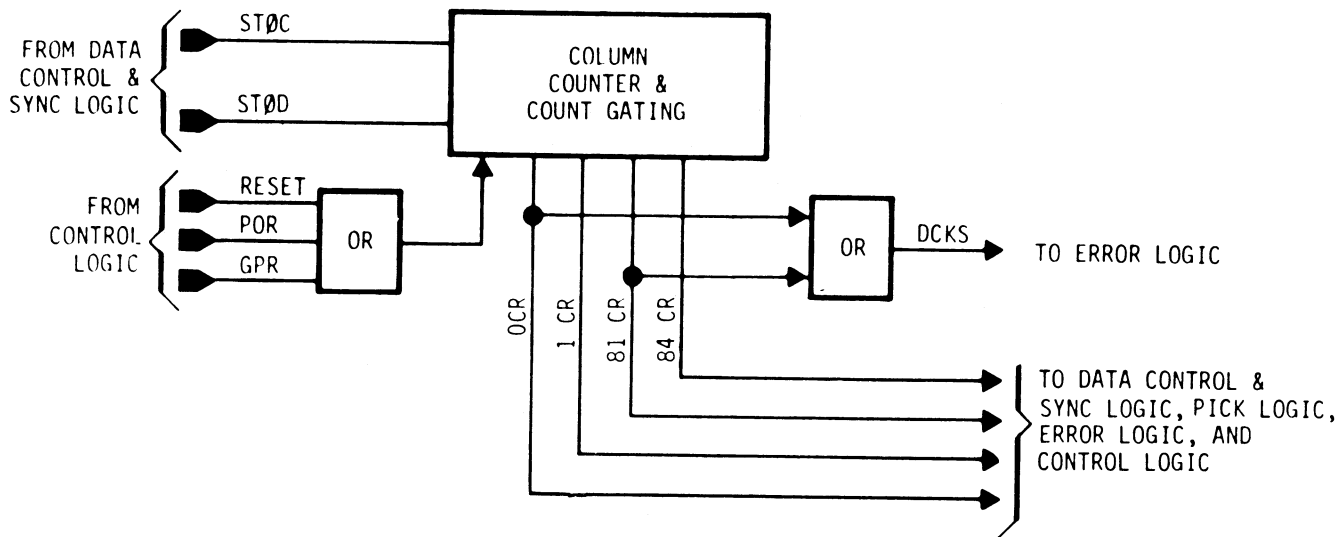 FROM DATA
CONTROL &
SYNC LOGIC
STØC
STØD
COLUMN
COUNTER &
COUNT GATING
FROM
CONTROL
LOGIC
RESET
POR
GPR
OR
OR
DCKS
TO ERROR LOGIC
0CR
1 CR
81 CR
84 CR
TO DATA CONTROL &
SYNC LOGIC, PICK LOGIC,
ERROR LOGIC, AND
CONTROL LOGIC